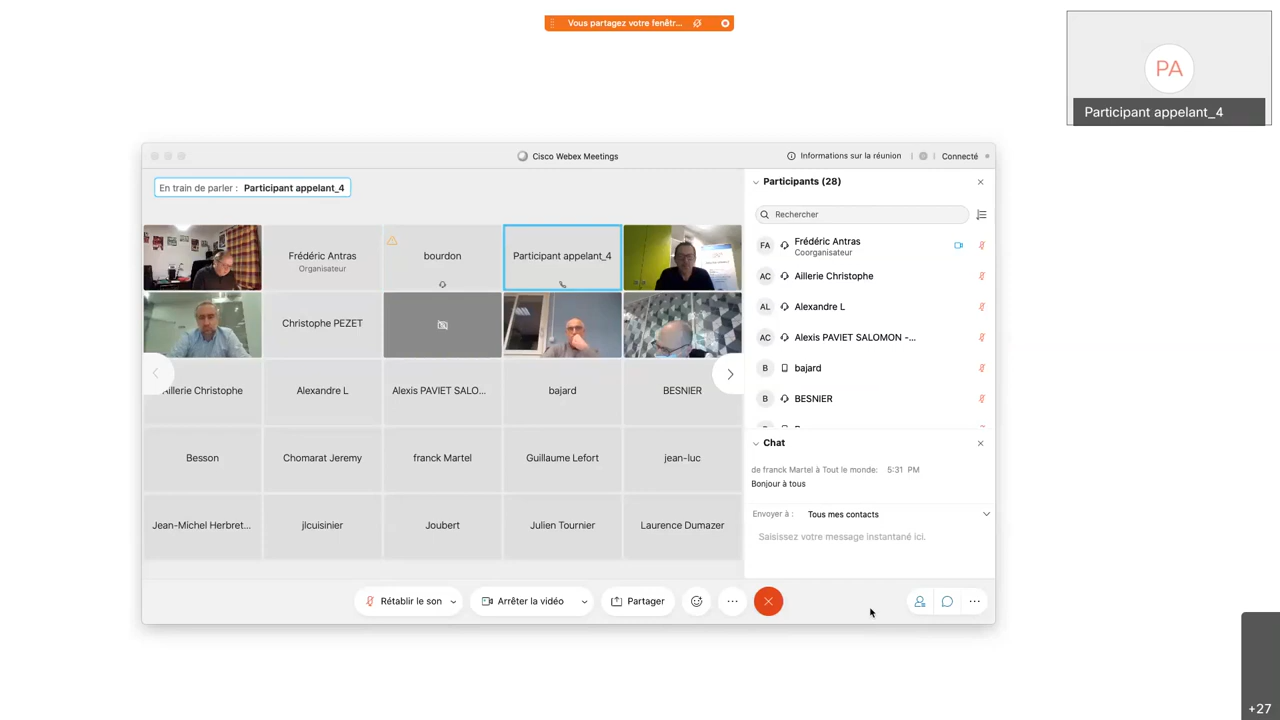 Vous partagez votre fenêtr...
PA
Participant appelant_4
Cisco Webex Meetings
Informations sur la réunion
Connecté
En train de parler : Participant appelant_4
Participants (28)
Rechercher
Frédéric Antras
Organisateur
bourdon
Participant appelant_4
Christophe PEZET
Aillerie Christophe
Alexandre L
Alexis PAVIET SALO...
bajard
BESNIER
Besson
Chomarat Jeremy
franck Martel
Guillaume Lefort
jean-luc
Jean-Michel Herbret...
jlcuisinier
Joubert
Julien Tournier
Laurence Dumazer
FA Frédéric Antras
Coorganisateur
AC Aillerie Christophe
AL Alexandre L
AC Alexis PAVIET SALOMON -...
B bajard
B BESNIER
Chat
de franck Martel à Tout le monde: 5:31 PM
Bonjour à tous
Envoyer à : Tous mes contacts
Saisissez votre message instantané ici.
Rétablir le son
Arrêter la vidéo
Partager
+27